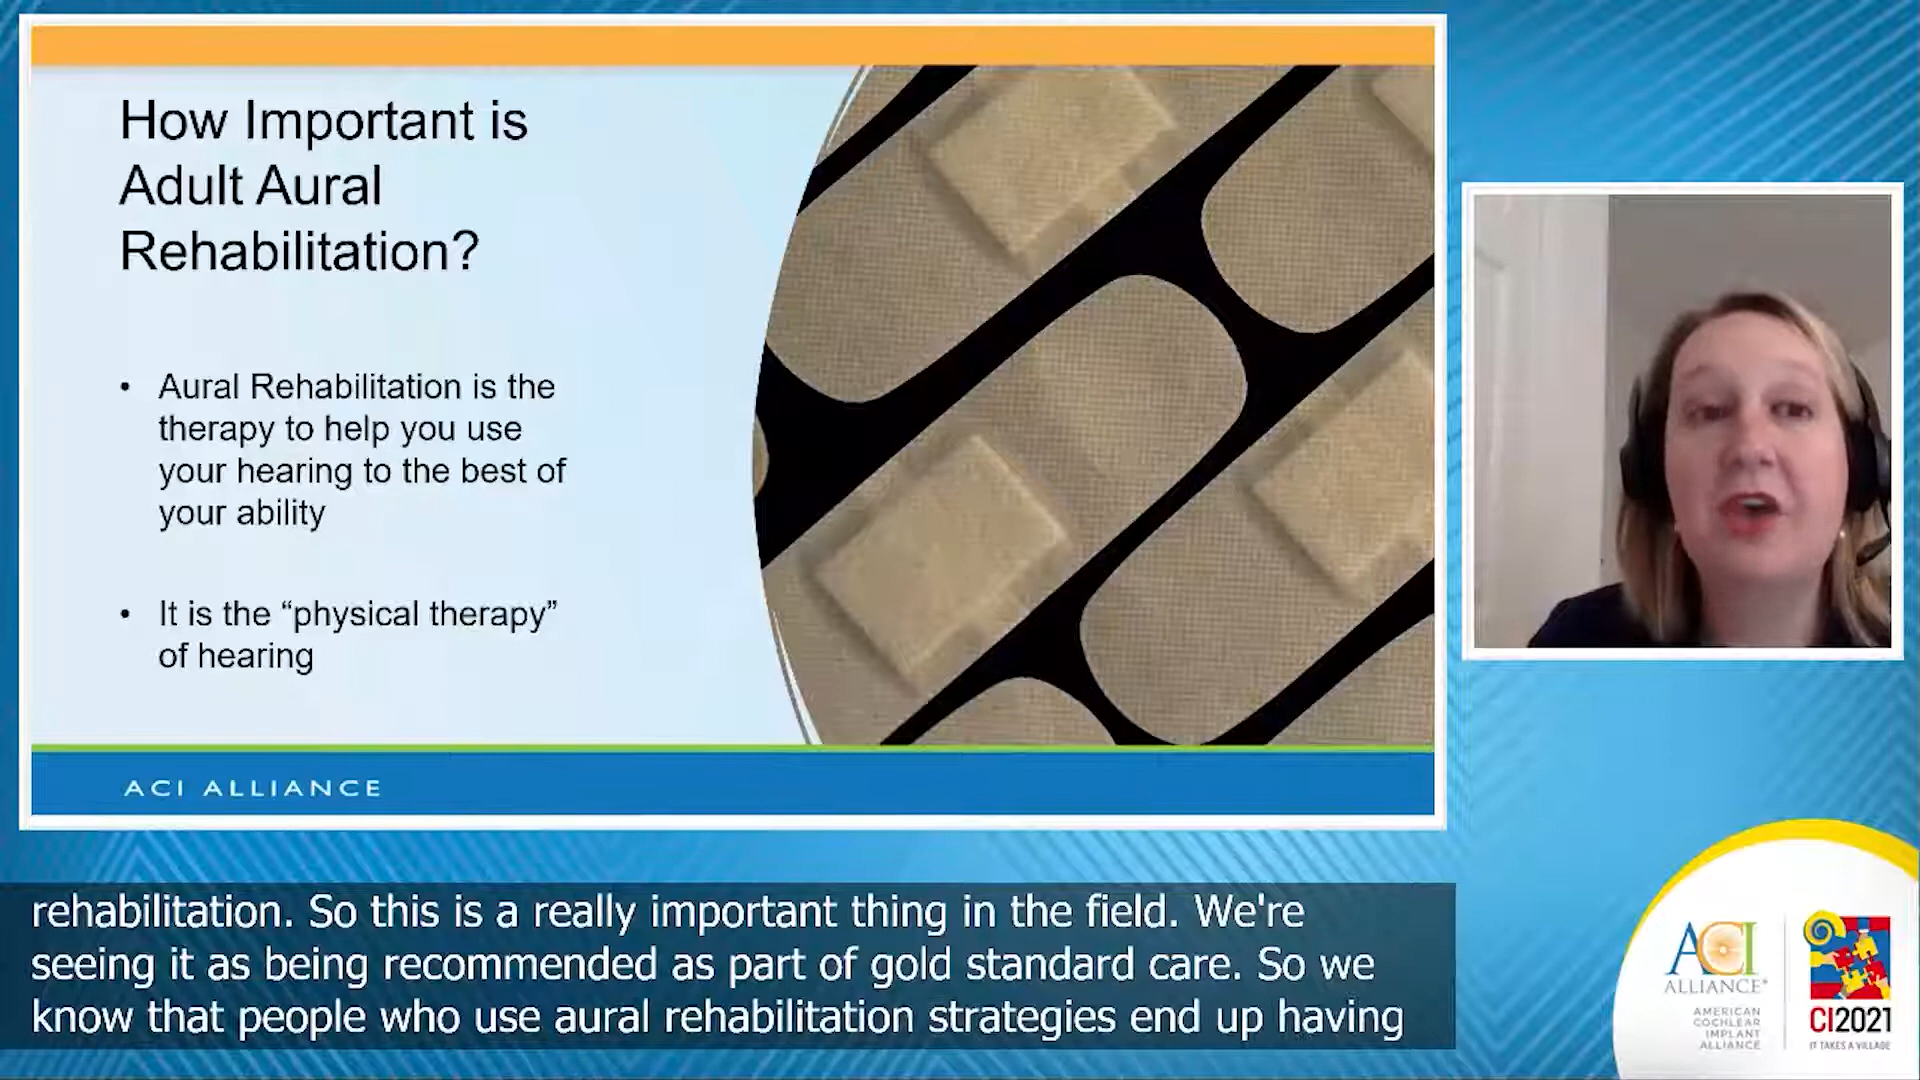 How Important is
Adult Aural
Rehabilitation?
• Aural Rehabilitation is the
therapy to help you use
your hearing to the best of
your ability
• It is the “physical therapy”
of hearing
ACI ALLIANCE
rehabilitation. So this is a really important thing in the field. We're
seeing it as being recommended as part of gold standard care. So we
know that people who use aural rehabilitation strategies end up having
ACI
ALLIANCE
AMERICAN
COCHLEAR
IMPLANT
ALLIANCE
CI2021
IT TAKES A VILLAGE